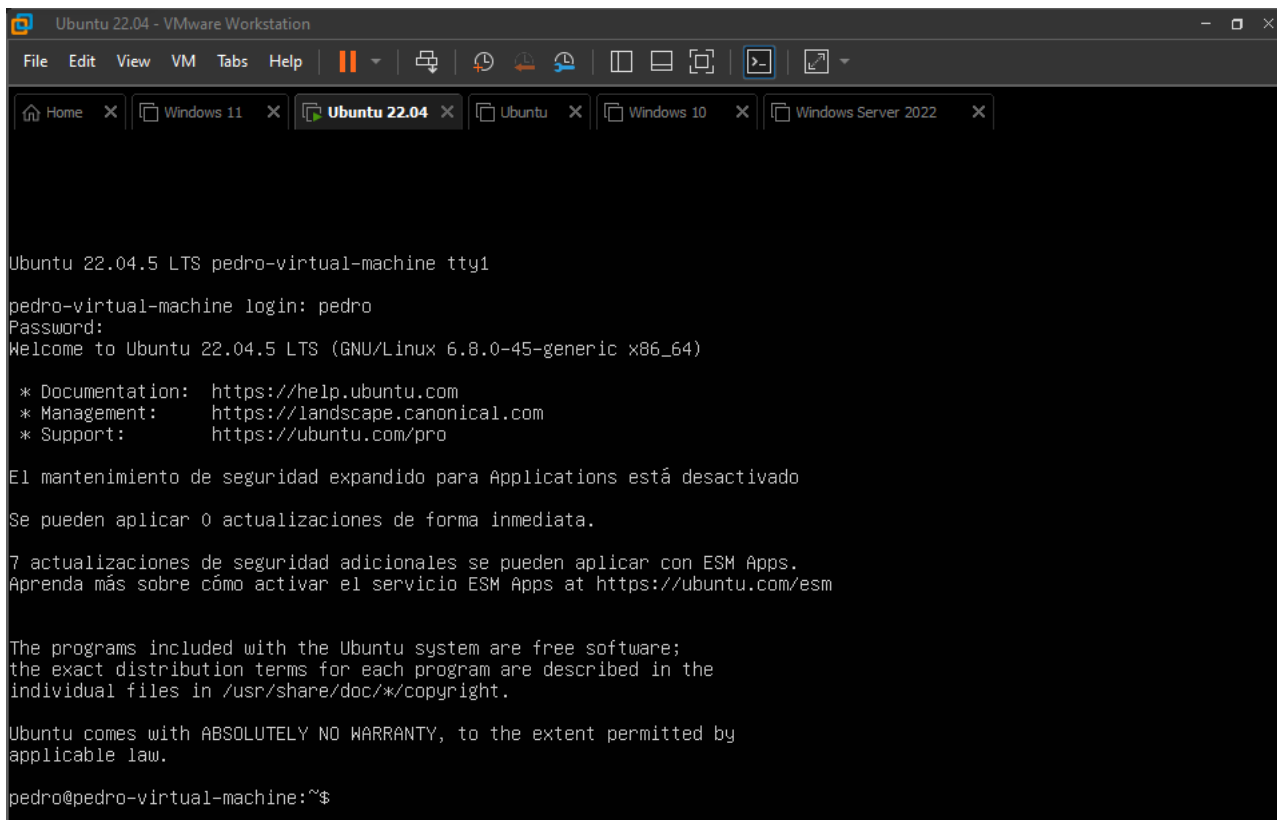 Ubuntu 22.04 - VMware Workstation
File Edit View VM Tabs Help
Home Windows 11 Ubuntu 22.04 Ubuntu Windows 10 Windows Server 2022
Ubuntu 22.04.5 LTS pedro-virtual-machine tty1
pedro-virtual-machine login: pedro
Password:
Welcome to Ubuntu 22.04.5 LTS (GNU/Linux 6.8.0-45-generic x86_64)
* Documentation: https://help.ubuntu.com
* Management: https://landscape.canonical.com
* Support: https://ubuntu.com/pro
El mantenimiento de seguridad expandido para Applications está desactivado
Se pueden aplicar 0 actualizaciones de forma inmediata.
7 actualizaciones de seguridad adicionales se pueden aplicar con ESM Apps.
Aprenda más sobre cómo activar el servicio ESM Apps at https://ubuntu.com/esm
The programs included with the Ubuntu system are free software;
the exact distribution terms for each program are described in the
individual files in /usr/share/doc/*/copyright.
Ubuntu comes with ABSOLUTELY NO WARRANTY, to the extent permitted by
applicable law.
pedro@pedro-virtual-machine:~$